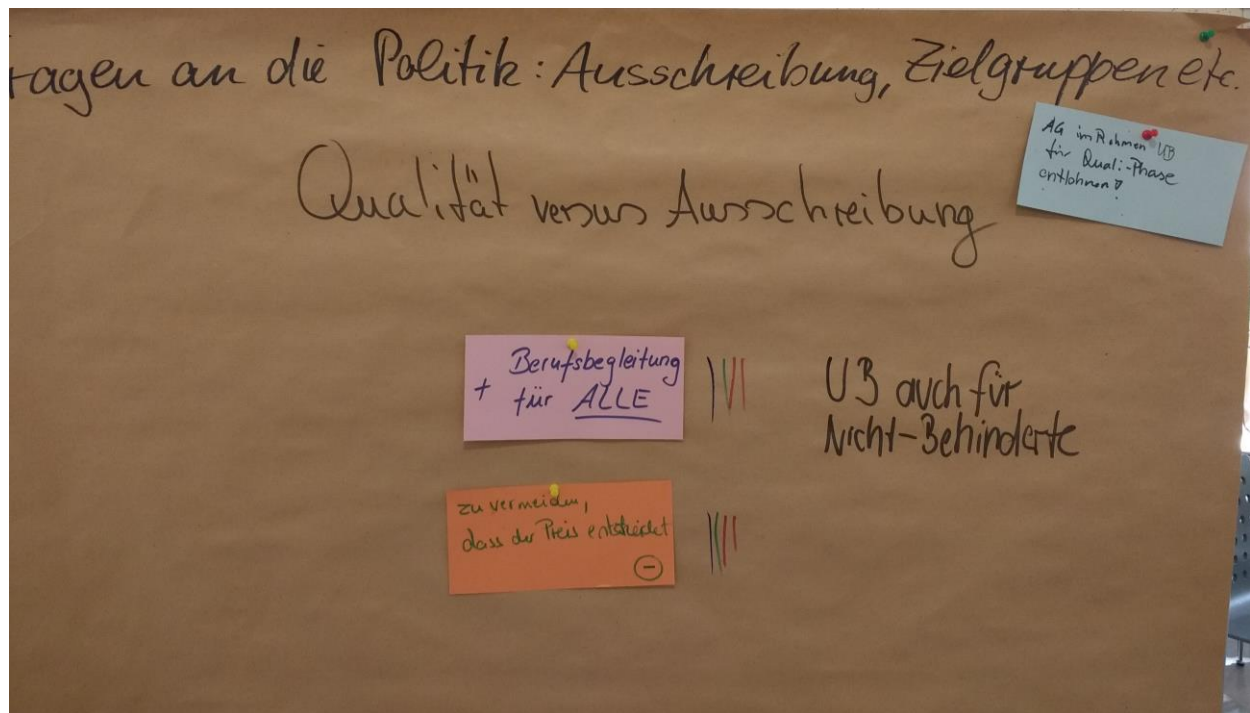 ragen an die Politik: Ausschreibung, Zielgruppen etc.
AG im Rahmen UB
für Quali-Phase
entlohnen?
Qualität versus Ausschreibung
+ Berufsbegleitung
für ALLE
UB auch für
Nicht-Behinderte
zu vermeiden,
dass der Preis entscheidet
-